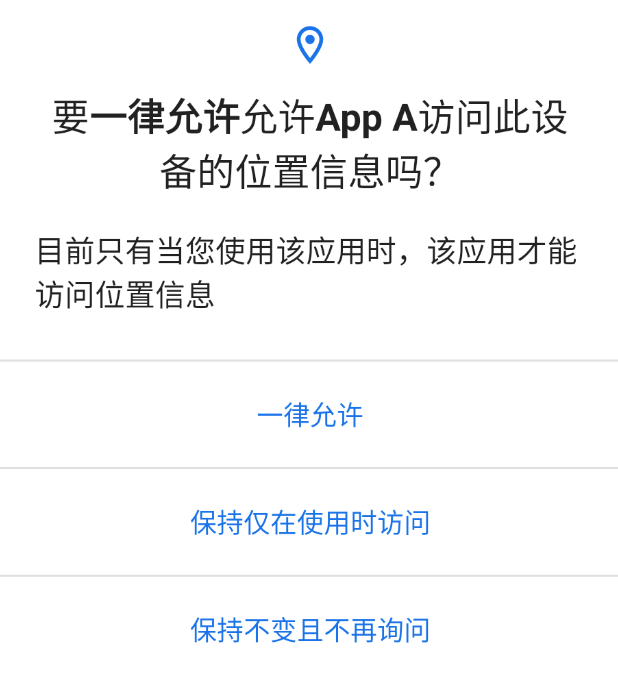 要一律允许允许App A访问此设
备的位置信息吗？
目前只有当您使用该应用时，该应用才能
访问位置信息
一律允许
保持仅在使用时访问
保持不变且不再询问